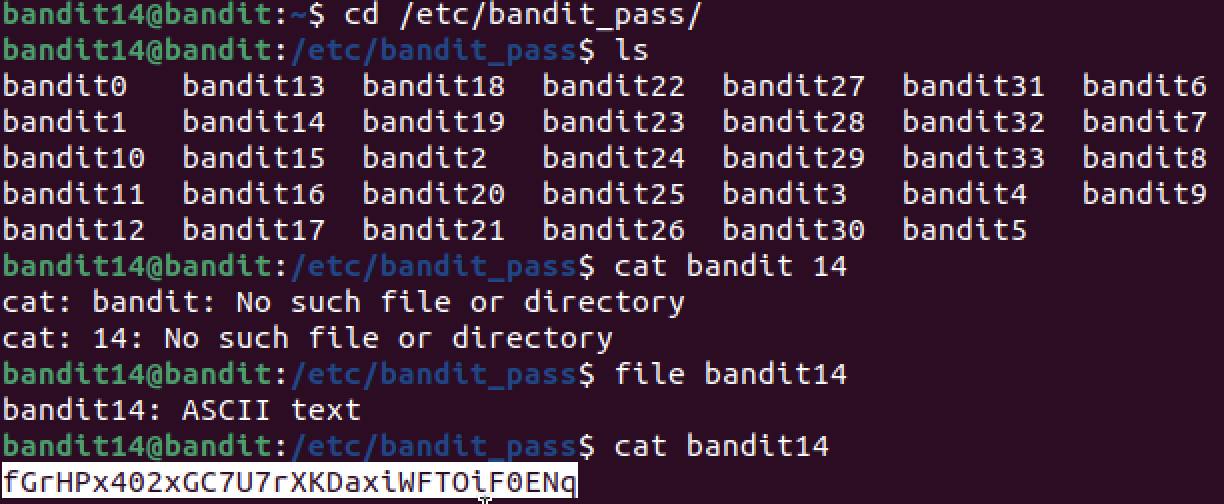 bandit14@bandit:~$ cd /etc/bandit_pass/
bandit14@bandit:/etc/bandit_pass$ ls
bandit0   bandit13  bandit18  bandit22  bandit27  bandit31  bandit6
bandit1   bandit14  bandit19  bandit23  bandit28  bandit32  bandit7
bandit10  bandit15  bandit2   bandit24  bandit29  bandit33  bandit8
bandit11  bandit16  bandit20  bandit25  bandit3   bandit4   bandit9
bandit12  bandit17  bandit21  bandit26  bandit30  bandit5
bandit14@bandit:/etc/bandit_pass$ cat bandit 14
cat: bandit: No such file or directory
cat: 14: No such file or directory
bandit14@bandit:/etc/bandit_pass$ file bandit14
bandit14: ASCII text
bandit14@bandit:/etc/bandit_pass$ cat bandit14
fGrHPx402xGC7U7rXKDaxiWFTOiF0ENq